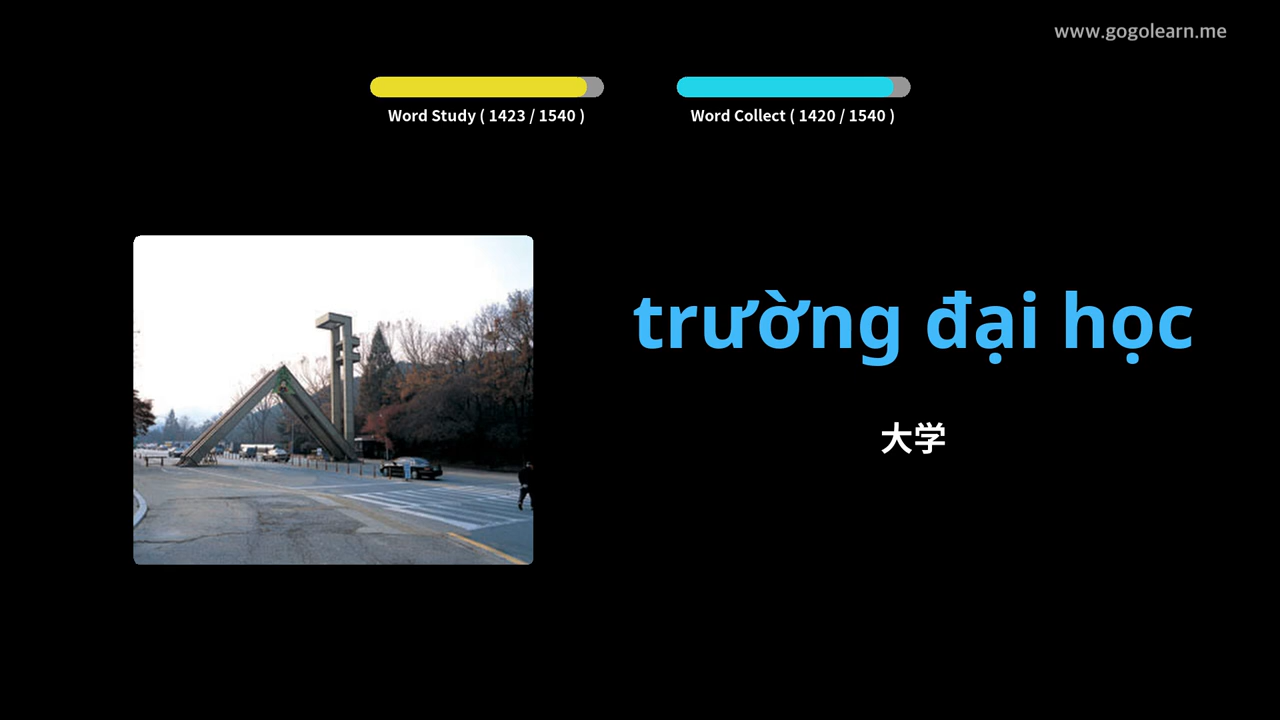 www.gogolearn.me
Word Study ( 1423 / 1540 )
Word Collect ( 1420 / 1540 )
trường đại học
大学